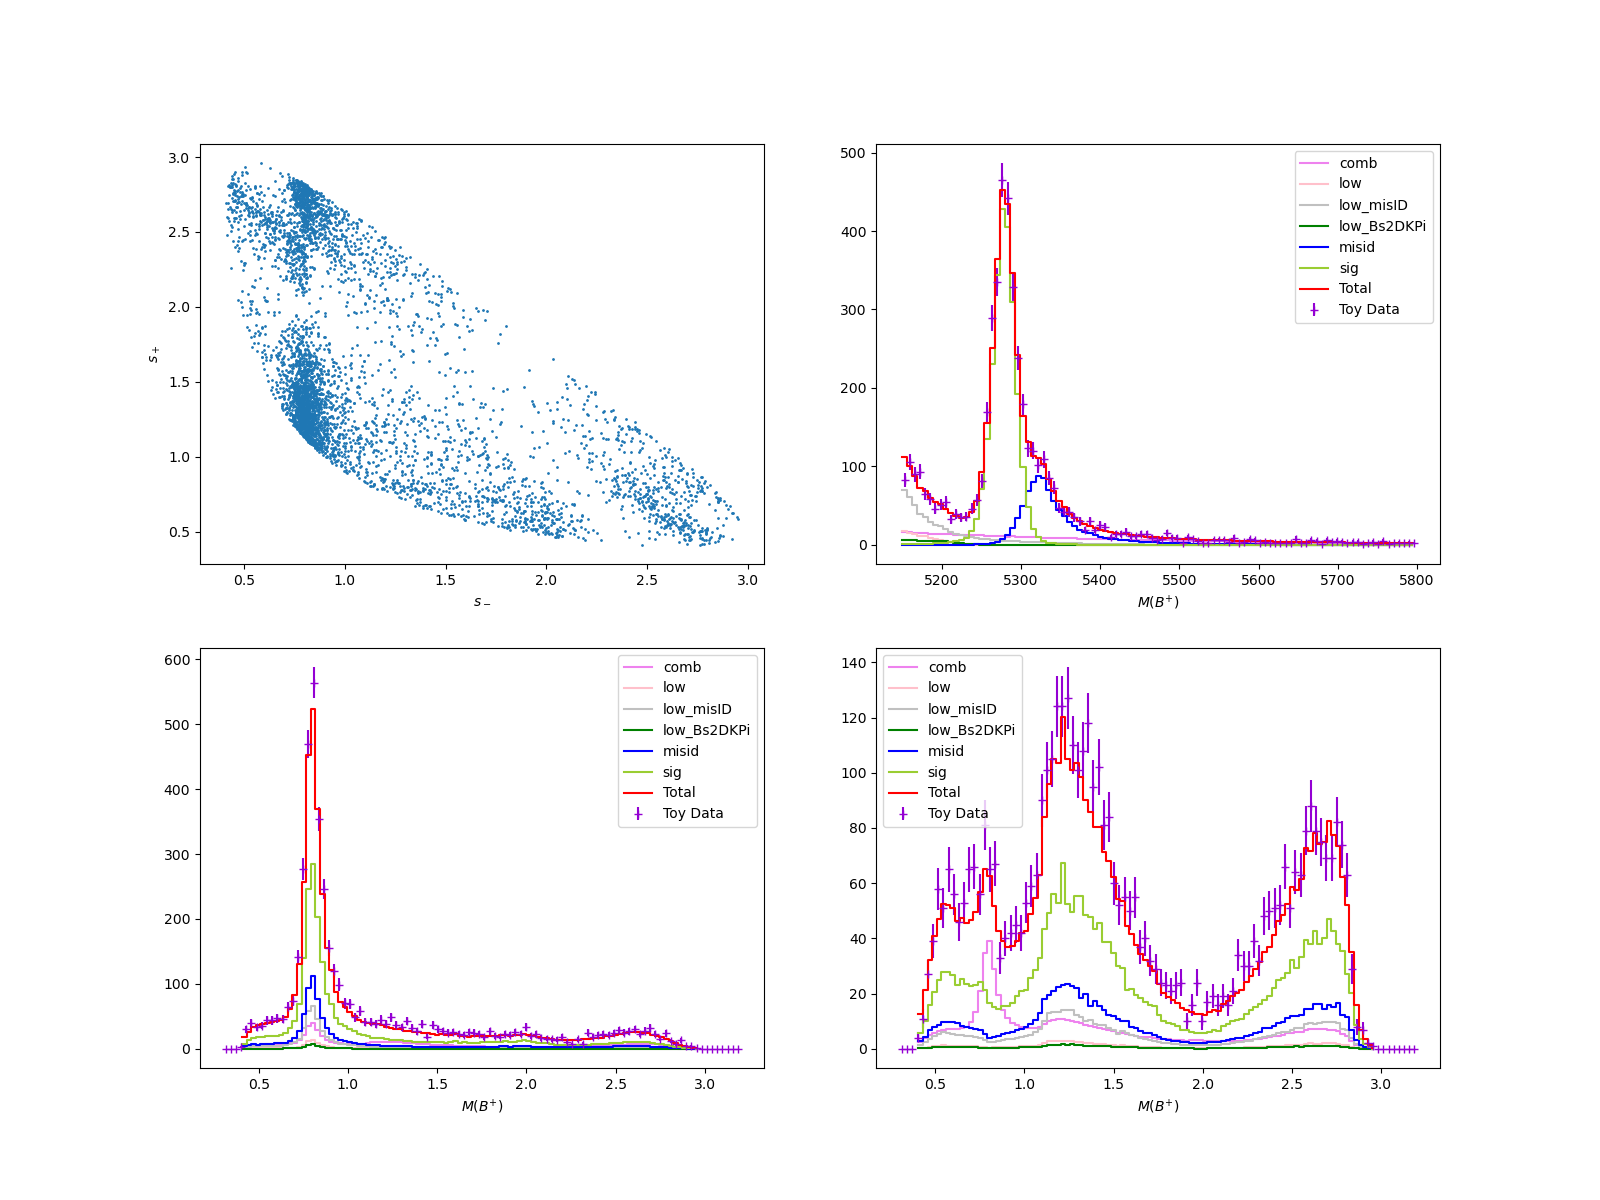 3.0
2.5
2.0
1.5
1.0
0.5
s+
0.5 1.0 1.5 2.0 2.5 3.0
s−
500
400
300
200
100
0
comb
low
low_misID
low_Bs2DKPi
misid
sig
Total
Toy Data
5200 5300 5400 5500 5600 5700 5800
M(B+)
600
500
400
300
200
100
0
comb
low
low_misID
low_Bs2DKPi
misid
sig
Total
Toy Data
0.5 1.0 1.5 2.0 2.5 3.0
M(B+)
140
120
100
80
60
40
20
0
comb
low
low_misID
low_Bs2DKPi
misid
sig
Total
Toy Data
0.5 1.0 1.5 2.0 2.5 3.0
M(B+)